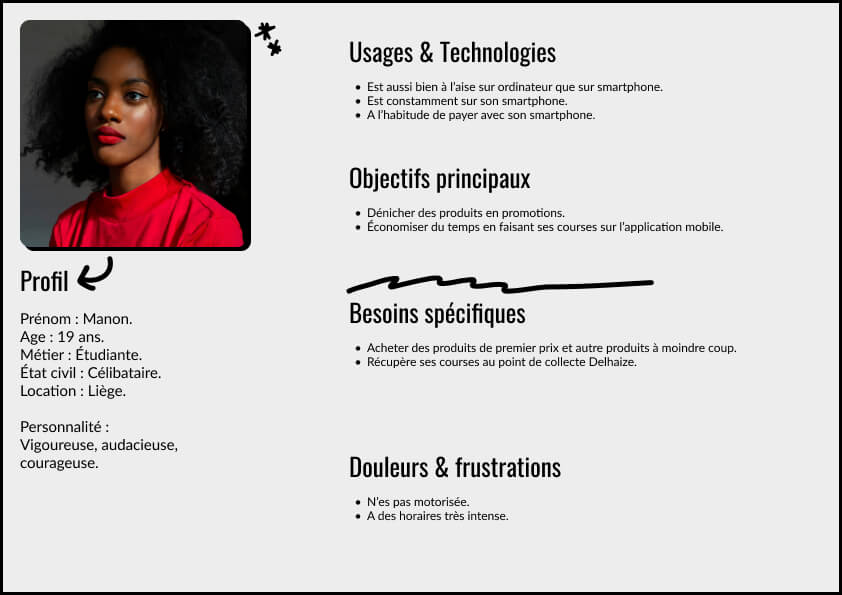 Profil
Prénom : Manon.
Age : 19 ans.
Métier : Étudiante.
État civil : Célibataire.
Location : Liège.
Personnalité :
Vigoureuse, audacieuse,
courageuse.
Usages & Technologies
• Est aussi bien à l’aise sur ordinateur que sur smartphone.
• Est constamment sur son smartphone.
• A l’habitude de payer avec son smartphone.
Objectifs principaux
• Dénicher des produits en promotions.
• Économiser du temps en faisant ses courses sur l’application mobile.
Besoins spécifiques
• Acheter des produits de premier prix et autre produits à moindre coup.
• Récupère ses courses au point de collecte Delhaize.
Douleurs & frustrations
• N’es pas motorisée.
• A des horaires très intense.